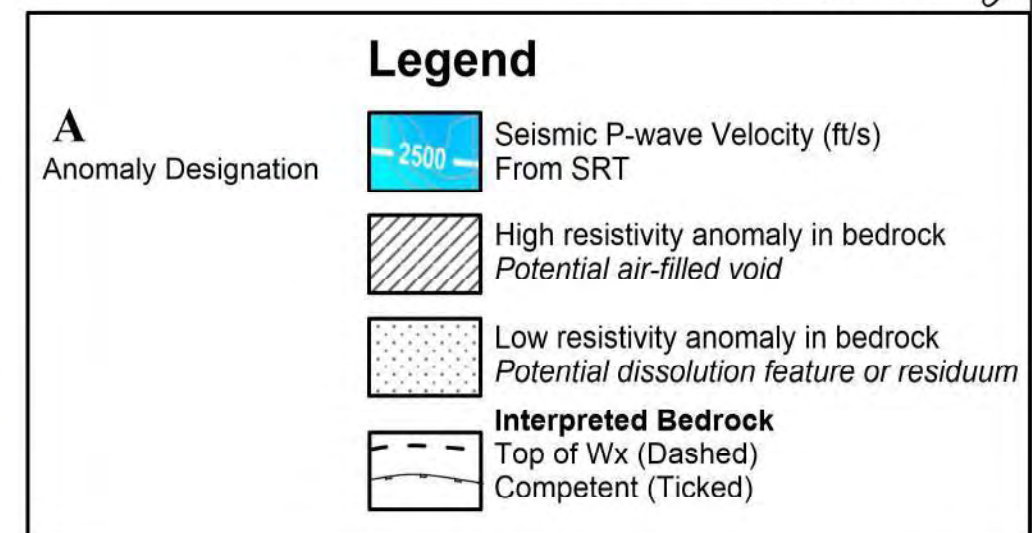 Legend
A
Anomaly Designation
2500
Seismic P-wave Velocity (ft/s)
From SRT
High resistivity anomaly in bedrock
Potential air-filled void
Low resistivity anomaly in bedrock
Potential dissolution feature or residuum
Interpreted Bedrock
Top of Wx (Dashed)
Competent (Ticked)